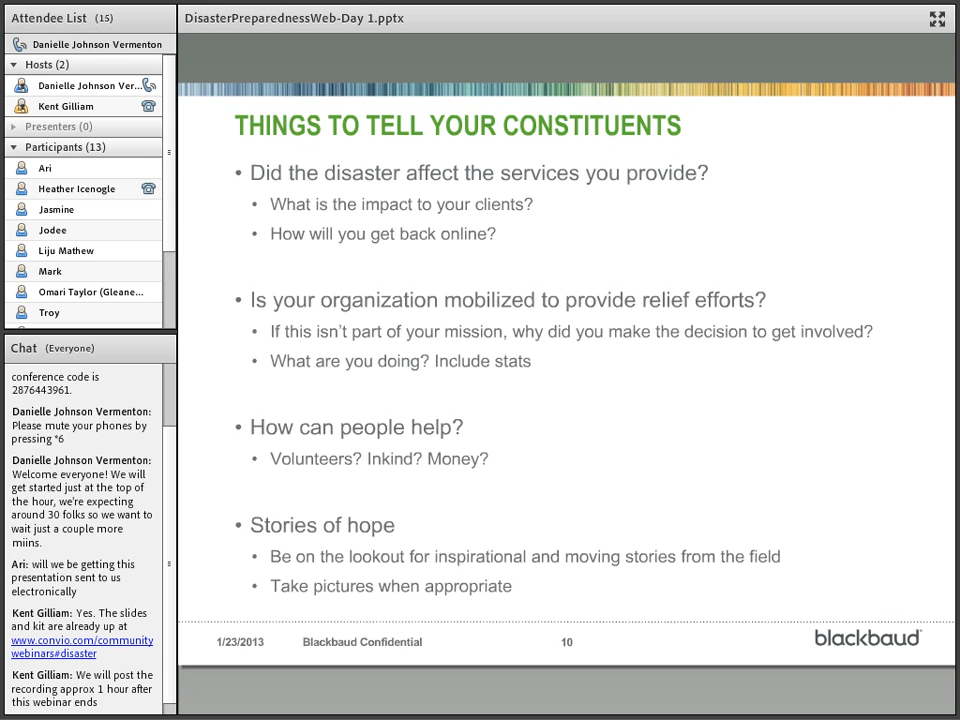 Attendee List (15)
Danielle Johnson Vermenton
Hosts (2)
Danielle Johnson Ver...
Kent Gilliam
Presenters (0)
Participants (13)
Ari
Heather Icenogle
Jasmine
Jodee
Liju Mathew
Mark
Omari Taylor (Gleane...
Troy
Chat (Everyone)
conference code is
2876443961.
Danielle Johnson Vermenton:
Please mute your phones by
pressing *6
Danielle Johnson Vermenton:
Welcome everyone! We will
get started just at the top of
the hour, we're expecting
around 30 folks so we want to
wait just a couple more
miins.
Ari: will we be getting this
presentation sent to us
electronically
Kent Gilliam: Yes. The slides
and kit are already up at
www.convio.com/community
webinars#disaster
Kent Gilliam: We will post the
recording approx 1 hour after
this webinar ends
DisasterPreparednessWeb-Day 1.pptx
THINGS TO TELL YOUR CONSTITUENTS
• Did the disaster affect the services you provide?
• What is the impact to your clients?
• How will you get back online?
• Is your organization mobilized to provide relief efforts?
• If this isn't part of your mission, why did you make the decision to get involved?
• What are you doing? Include stats
• How can people help?
• Volunteers? Inkind? Money?
• Stories of hope
• Be on the lookout for inspirational and moving stories from the field
• Take pictures when appropriate
1/23/2013 Blackbaud Confidential 10 blackbaud